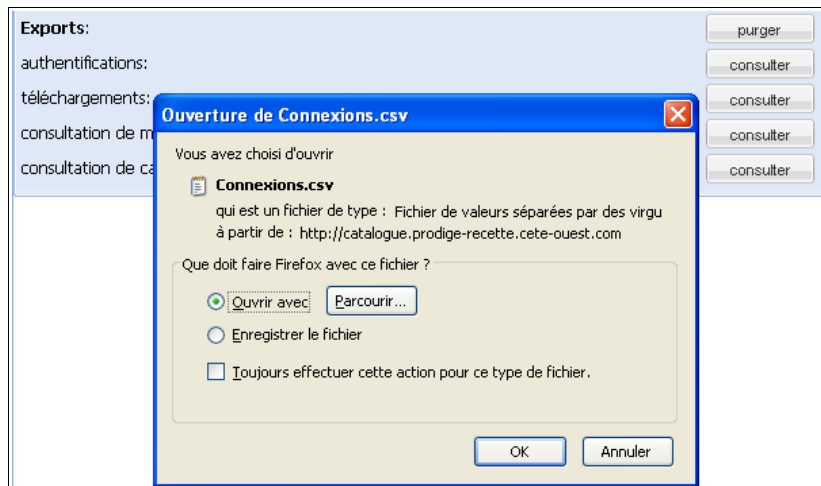 Exports:
purger
authentifications:
consulter
téléchargements:
consulter
Ouverture de Connexions.csv
consultation de m
consulter
Vous avez choisi d'ouvrir
consultation de ca
consulter
Connexions.csv
qui est un fichier de type : Fichier de valeurs séparées par des virgu
à partir de : http://catalogue.prodige-recette.cete-ouest.com
Que doit faire Firefox avec ce fichier ?
Ouvrir avec Parcourir...
Enregistrer le fichier
Toujours effectuer cette action pour ce type de fichier.
OK Annuler